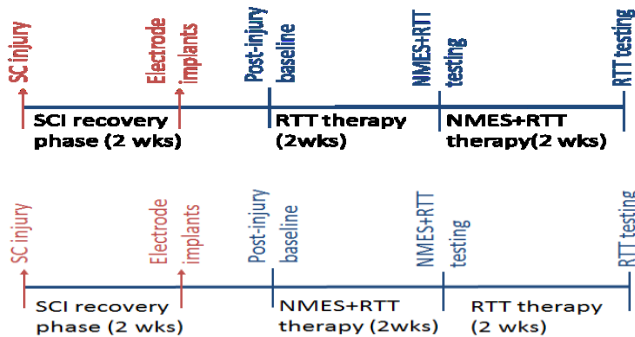 SC injury
Electrode
implants
Post-injury
baseline
NMES+RTT
testing
RTT testing
SCI recovery
phase (2 wks)
RTT therapy
(2wks)
NMES+RTT
therapy(2 wks)
SC injury
Electrode
implants
Post-injury
baseline
NMES+RTT
testing
RTT testing
SCI recovery
phase (2 wks)
NMES+RTT
therapy (2wks)
RTT therapy
(2 wks)